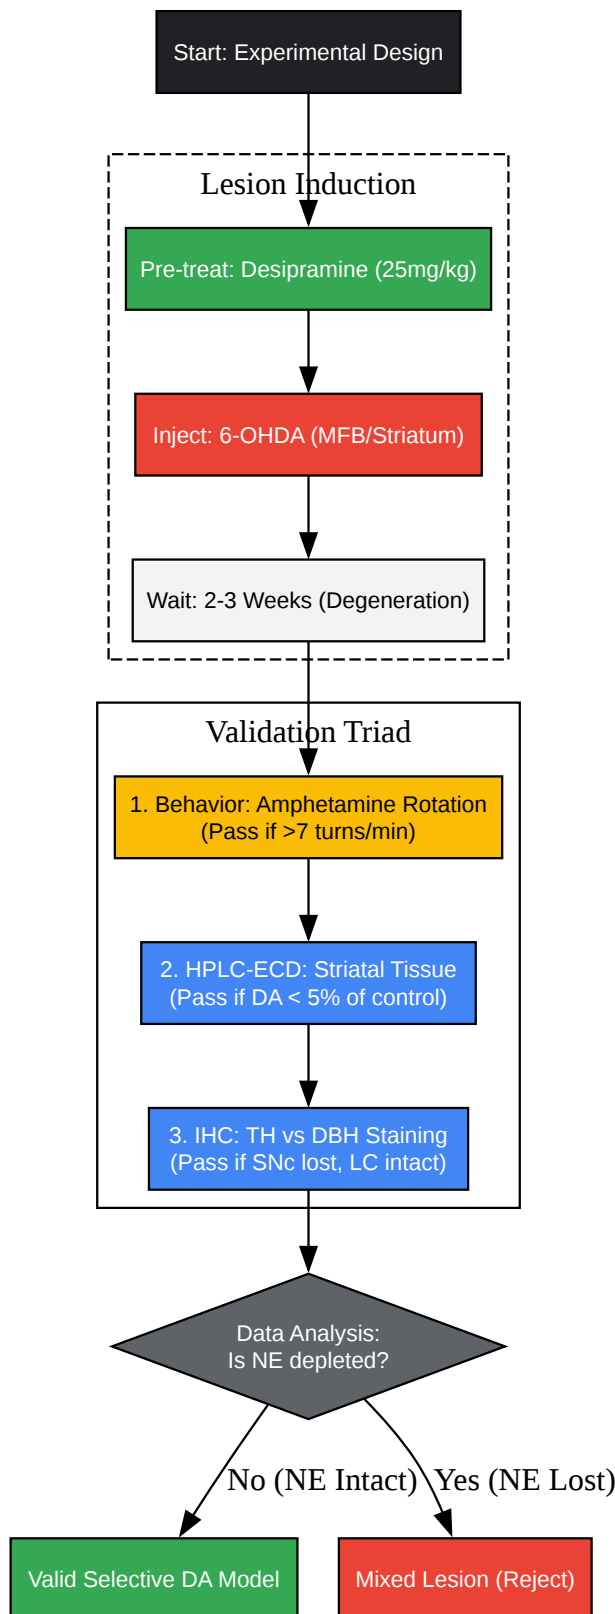 Start: Experimental Design
Lesion Induction
Pre-treat: Desipramine (25mg/kg)
Inject: 6-OHDA (MFB/Striatum)
Wait: 2-3 Weeks (Degeneration)
Validation Triad
1. Behavior: Amphetamine Rotation
(Pass if >7 turns/min)
2. HPLC-ECD: Striatal Tissue
(Pass if DA < 5% of control)
3. IHC: TH vs DBH Staining
(Pass if SNc lost, LC intact)
Data Analysis:
Is NE depleted?
No (NE Intact)
Yes (NE Lost)
Valid Selective DA Model
Mixed Lesion (Reject)